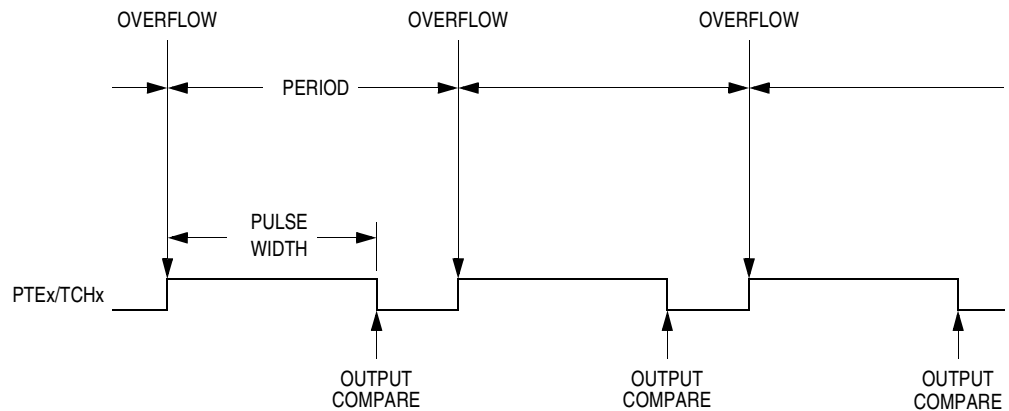 OVERFLOW OVERFLOW OVERFLOW
PERIOD
PULSE
WIDTH
PTEx/TCHx
OUTPUT
COMPARE
OUTPUT
COMPARE
OUTPUT
COMPARE